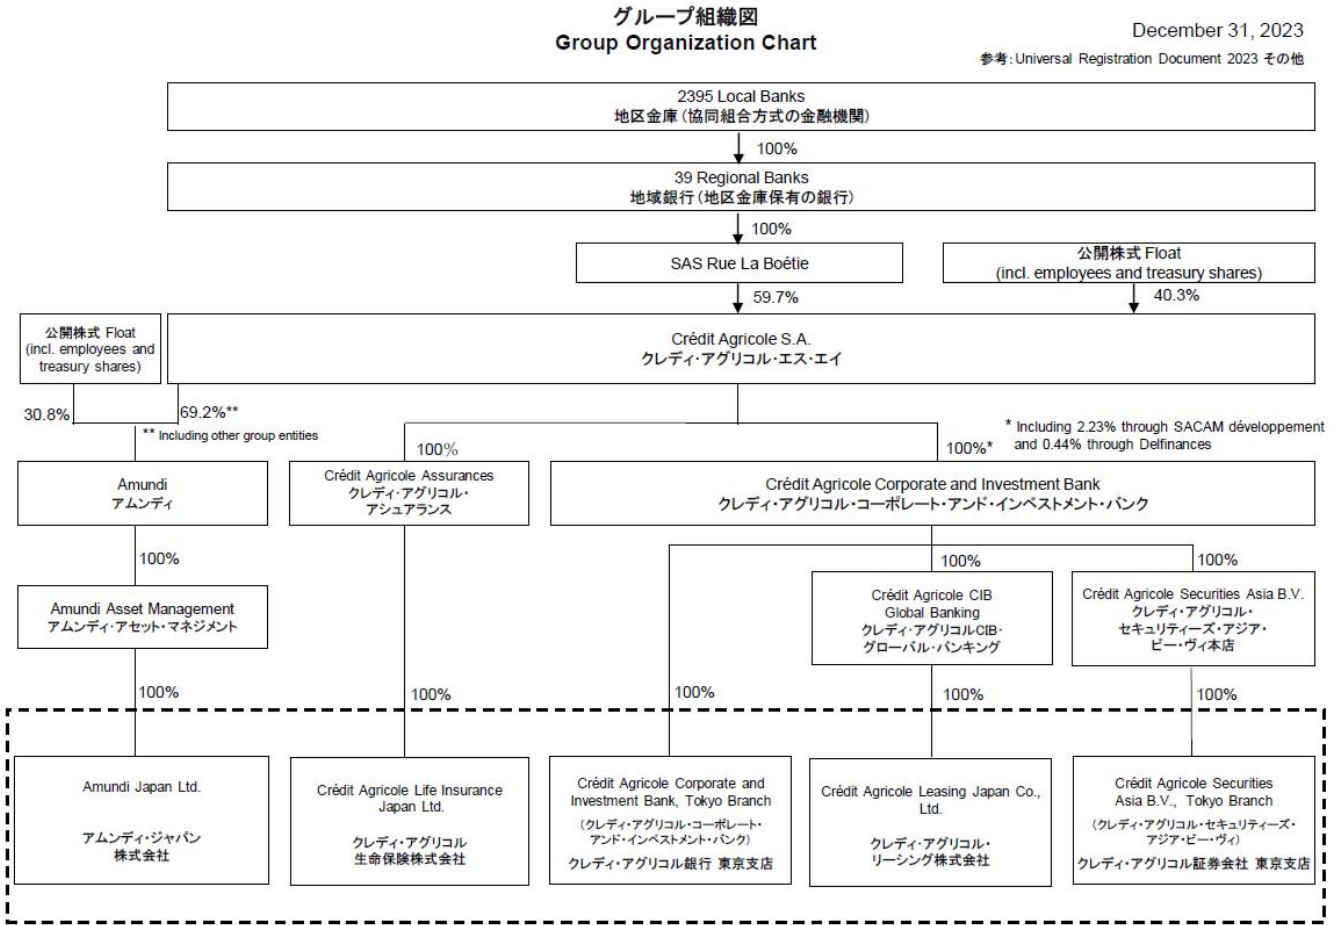 グループ組織図
Group Organization Chart
December 31, 2023
参考：Universal Registration Document 2023 その他
2395 Local Banks
地区金庫（協同組合方式の金融機関）
100%
39 Regional Banks
地域銀行（地区金庫保有の銀行）
100%
SAS Rue La Boétie
公開株式 Float
(incl. employees and treasury shares)
59.7%
40.3%
公開株式 Float
(incl. employees and
treasury shares)
Crédit Agricole S.A.
クレディ・アグリコル・エス・エイ
30.8%
69.2%**
** Including other group entities
100%
100%*
* Including 2.23% through SACAM développement
and 0.44% through Delfinances
Amundi
アムンディ
Crédit Agricole Assurances
クレディ・アグリコル・
アシュアランス
Crédit Agricole Corporate and Investment Bank
クレディ・アグリコル・コーポレート・アンド・インベストメント・バンク
100%
100%
100%
Amundi Asset Management
アムンディ・アセット・マネジメント
Crédit Agricole CIB
Global Banking
クレディ・アグリコルCIB・
グローバル・バンキング
Crédit Agricole Securities Asia B.V.
クレディ・アグリコル・
セキュリティーズ・アジア・
ビー・ヴィ本店
100%
100%
100%
100%
100%
Amundi Japan Ltd.
アムンディ・ジャパン
株式会社
Crédit Agricole Life Insurance
Japan Ltd.
クレディ・アグリコル
生命保険株式会社
Crédit Agricole Corporate and
Investment Bank, Tokyo Branch
（クレディ・アグリコル・コーポレート・
アンド・インベストメント・バンク）
クレディ・アグリコル銀行 東京支店
Crédit Agricole Leasing Japan Co.,
Ltd.
クレディ・アグリコル・
リーシング株式会社
Crédit Agricole Securities
Asia B.V., Tokyo Branch
（クレディ・アグリコル・セキュリティーズ・
アジア・ビー・ヴィ）
クレディ・アグリコル証券会社 東京支店